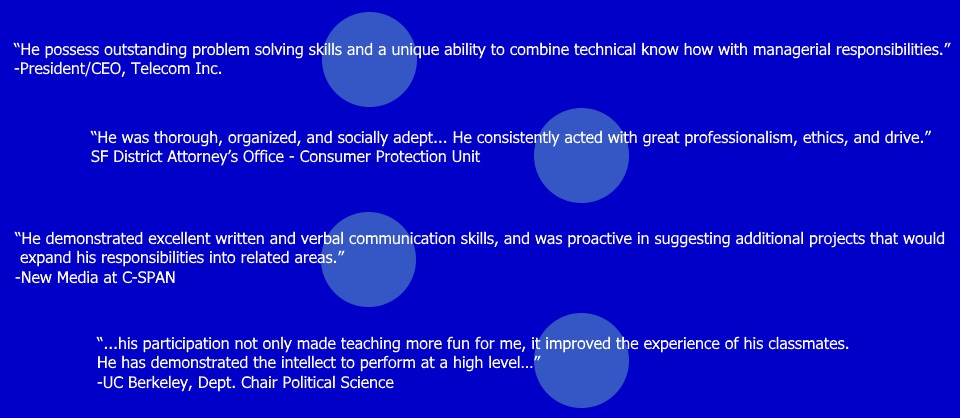 “He possess outstanding problem solving skills and a unique ability to combine technical know how with managerial responsibilities.”
-President/CEO, Telecom Inc.
“He was thorough, organized, and socially adept... He consistently acted with great professionalism, ethics, and drive.”
SF District Attorney’s Office - Consumer Protection Unit
“He demonstrated excellent written and verbal communication skills, and was proactive in suggesting additional projects that would
expand his responsibilities into related areas.”
-New Media at C-SPAN
“...his participation not only made teaching more fun for me, it improved the experience of his classmates.
He has demonstrated the intellect to perform at a high level...”
-UC Berkeley, Dept. Chair Political Science